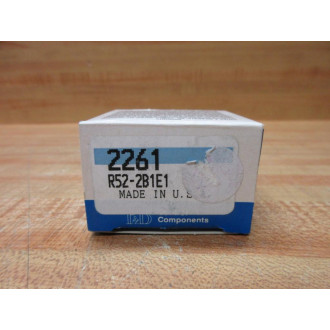 2261
R52-2B1E1
MADE IN U.S
Components